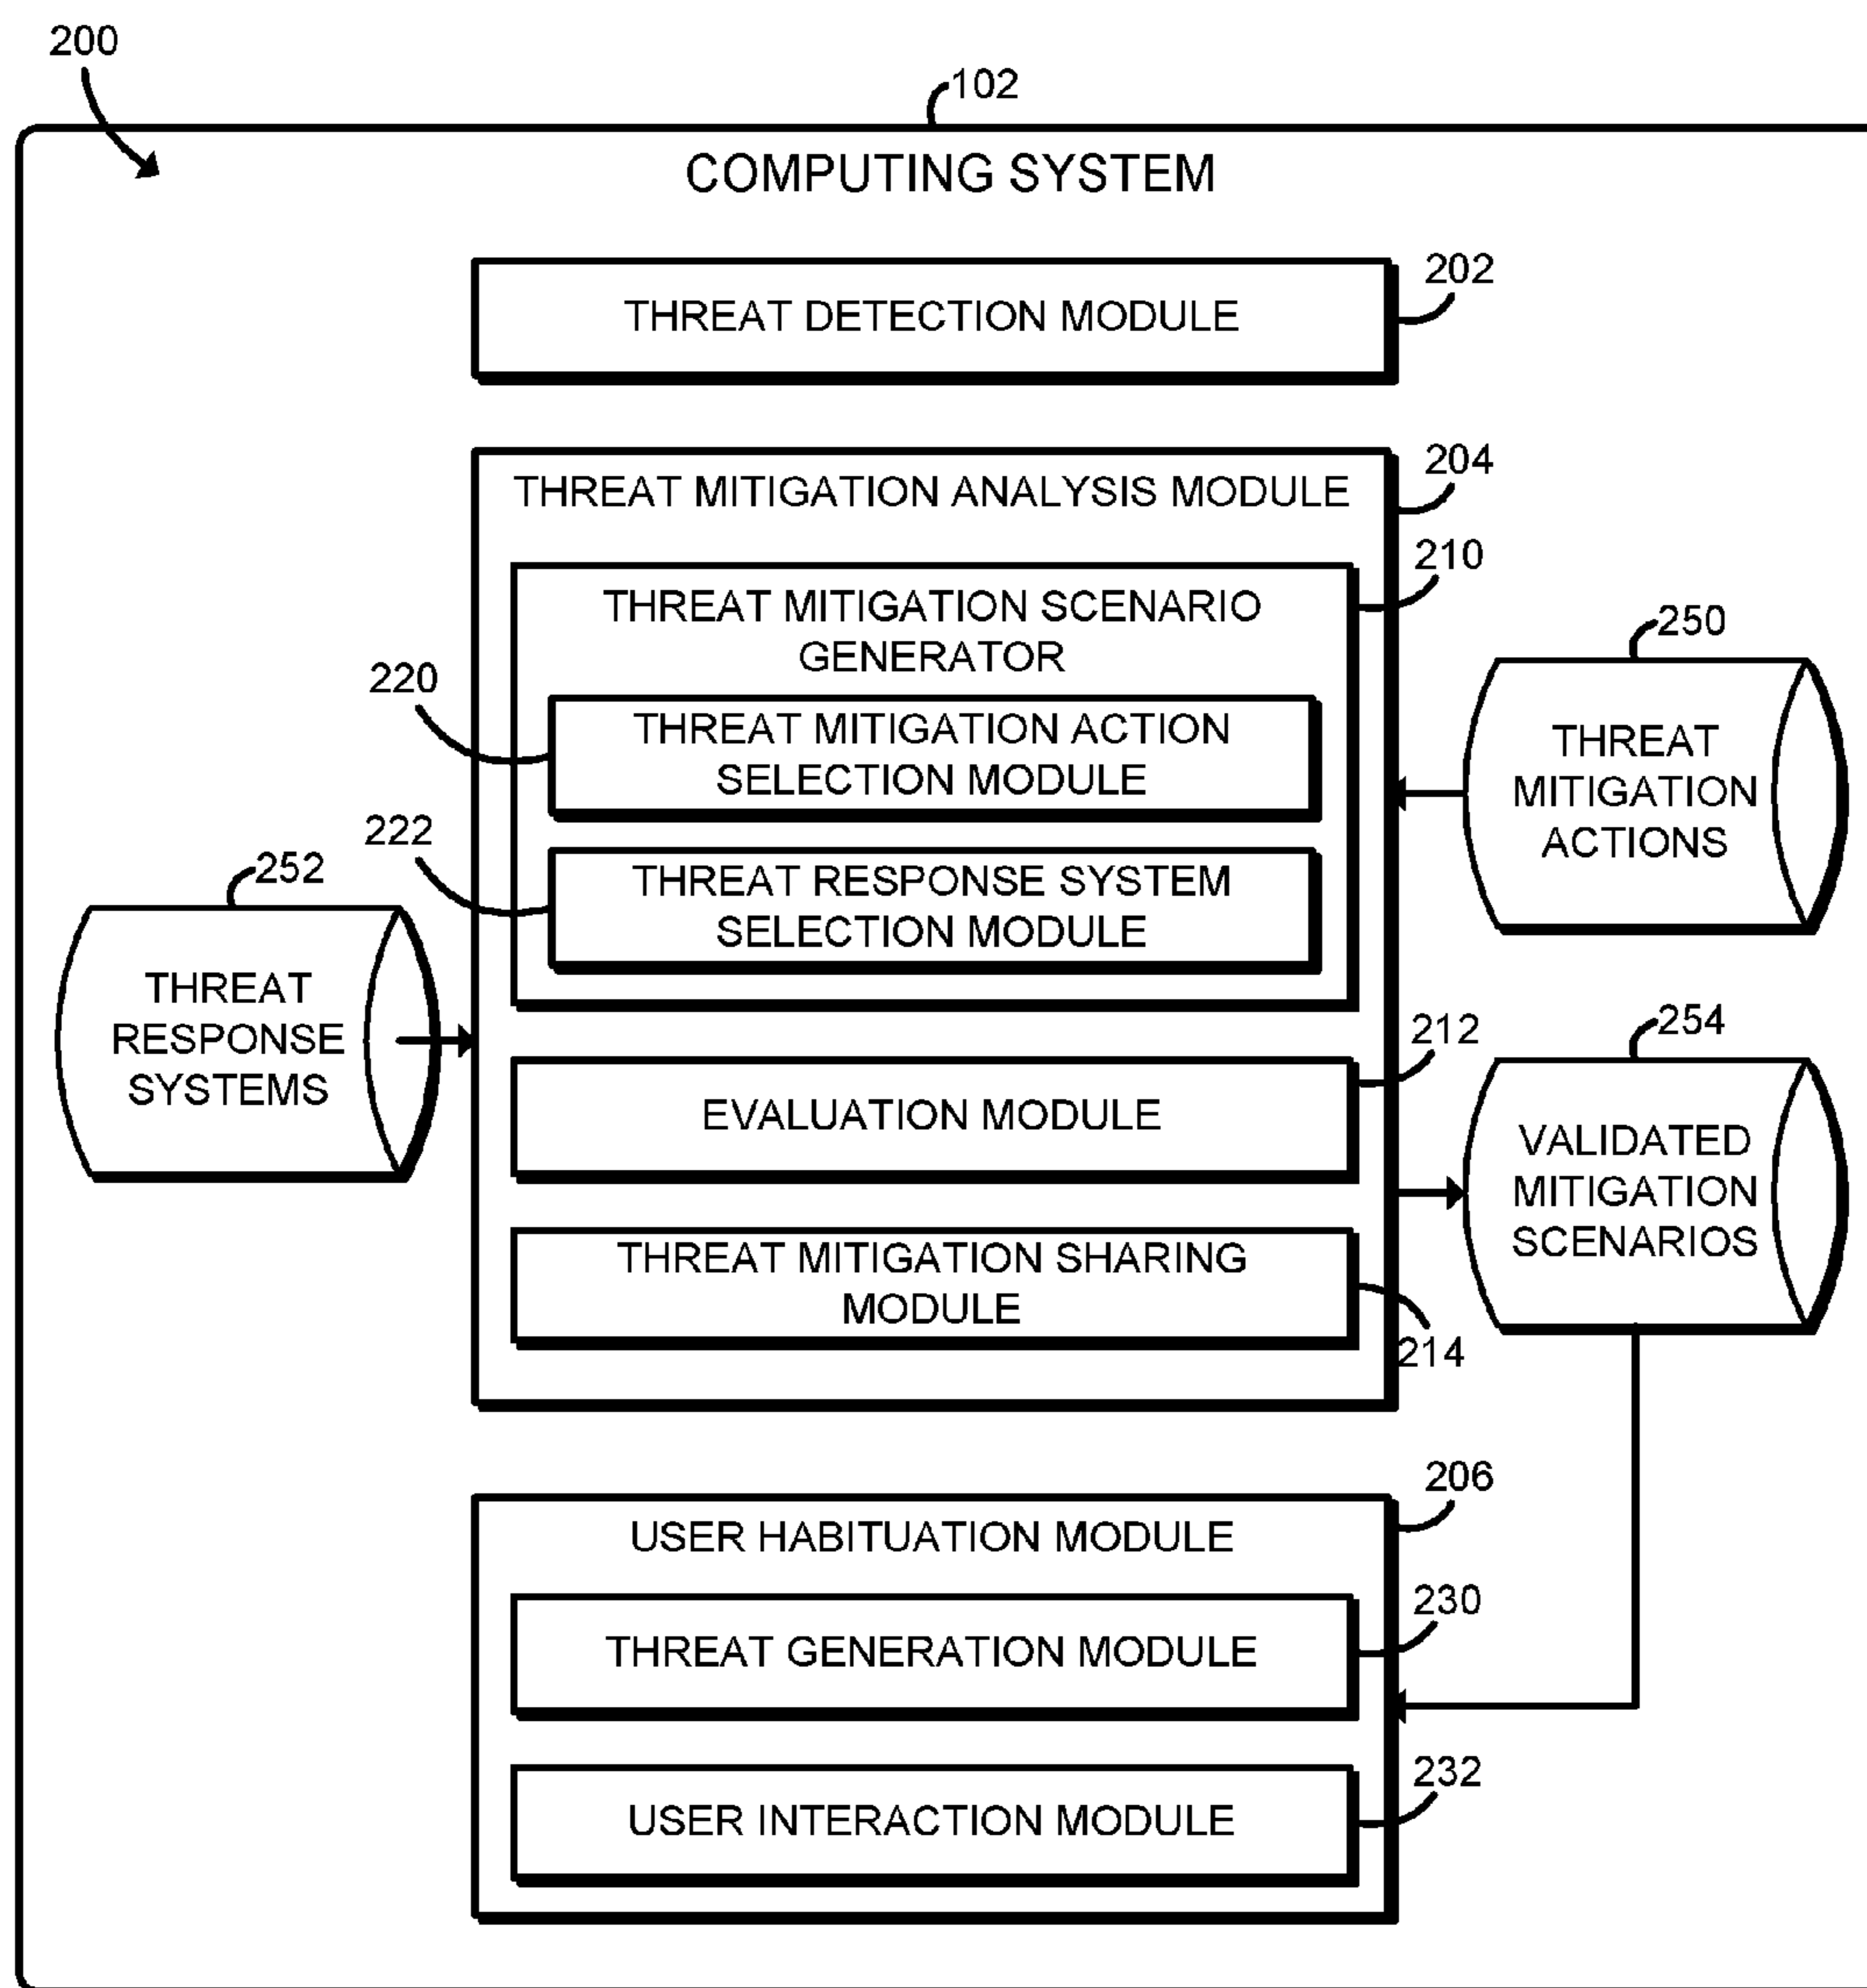 200
102
COMPUTING SYSTEM
202
THREAT DETECTION MODULE
204
THREAT MITIGATION ANALYSIS MODULE
210
THREAT MITIGATION SCENARIO
GENERATOR
220
THREAT MITIGATION ACTION
SELECTION MODULE
222
THREAT RESPONSE SYSTEM
SELECTION MODULE
250
THREAT
MITIGATION
ACTIONS
252
THREAT
RESPONSE
SYSTEMS
212
EVALUATION MODULE
254
VALIDATED
MITIGATION
SCENARIOS
THREAT MITIGATION SHARING
MODULE
214
206
USER HABITUATION MODULE
230
THREAT GENERATION MODULE
232
USER INTERACTION MODULE